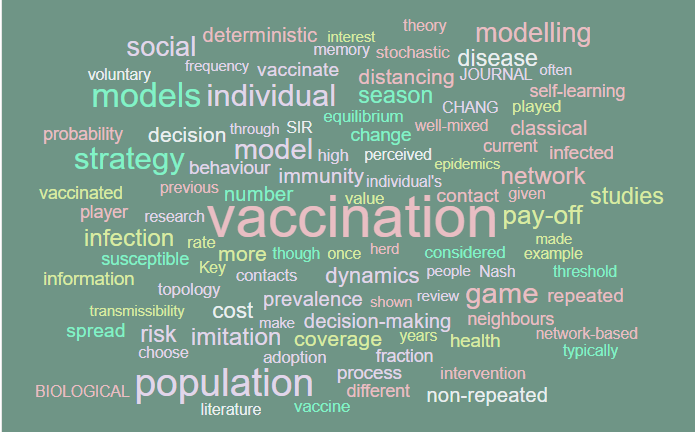 theory
deterministic interest modelling
social memory stochastic
frequency disease
voluntary vaccinate distancing JOURNAL often
models individual season CHANG played self-learning
equilibrium
probability decision through SIR change well-mixed classical
strategy model high perceived current infected
behaviour immunity epidemics network
vaccinated previous number individual's value contact given studies
player research vaccination pay-off
infection rate more though once herd considered made
susceptible Key example
information contacts dynamics people Nash threshold
topology prevalence shown review game repeated
transmissibility cost make decision-making neighbours
spread risk imitation coverage years health network-based
choose adoption fraction typically
BIOLOGICAL population process different intervention
literature vaccine non-repeated